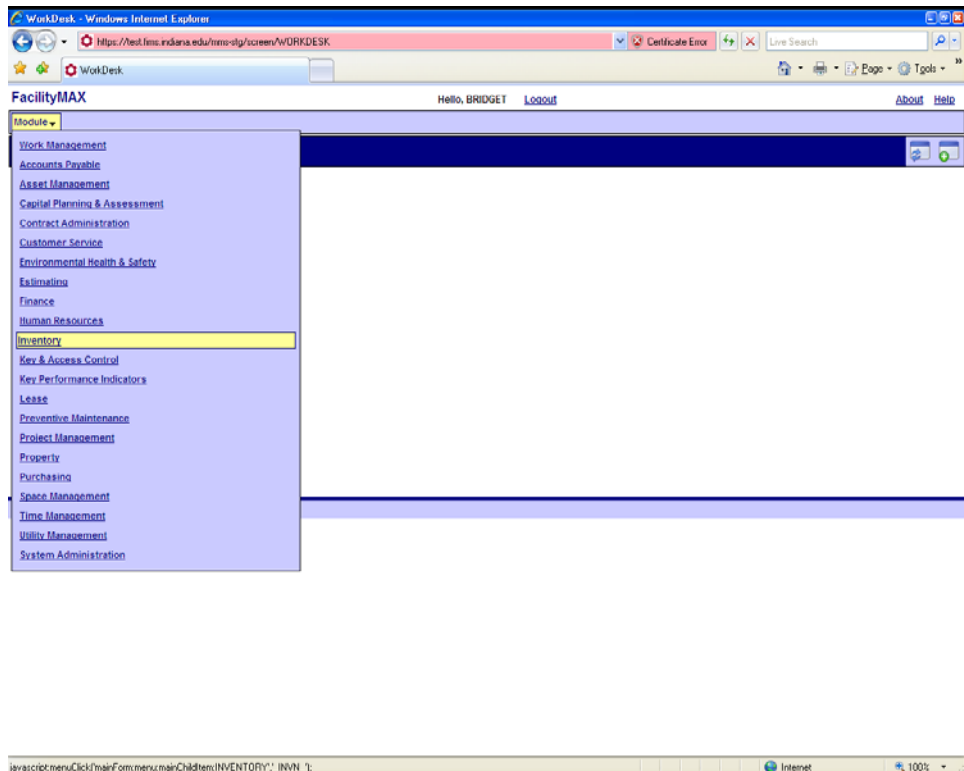 WorkDesk - Windows Internet Explorer
https://test.fms.indiana.edu/mms-stg/screen/WORKDESK
Certificate Error
Live Search
WorkDesk
Page
Tools
»
FacilityMAX
Hello, BRIDGET
Logout
About
Help
Module
Work Management
Accounts Payable
Asset Management
Capital Planning & Assessment
Contract Administration
Customer Service
Environmental Health & Safety
Estimating
Finance
Human Resources
Inventory
Key & Access Control
Key Performance Indicators
Lease
Preventive Maintenance
Project Management
Property
Purchasing
Space Management
Time Management
Utility Management
System Administration
javascript:menuClick('mainForm:menu:mainChildItem:INVENTORY','_INVN_');
Internet
100%